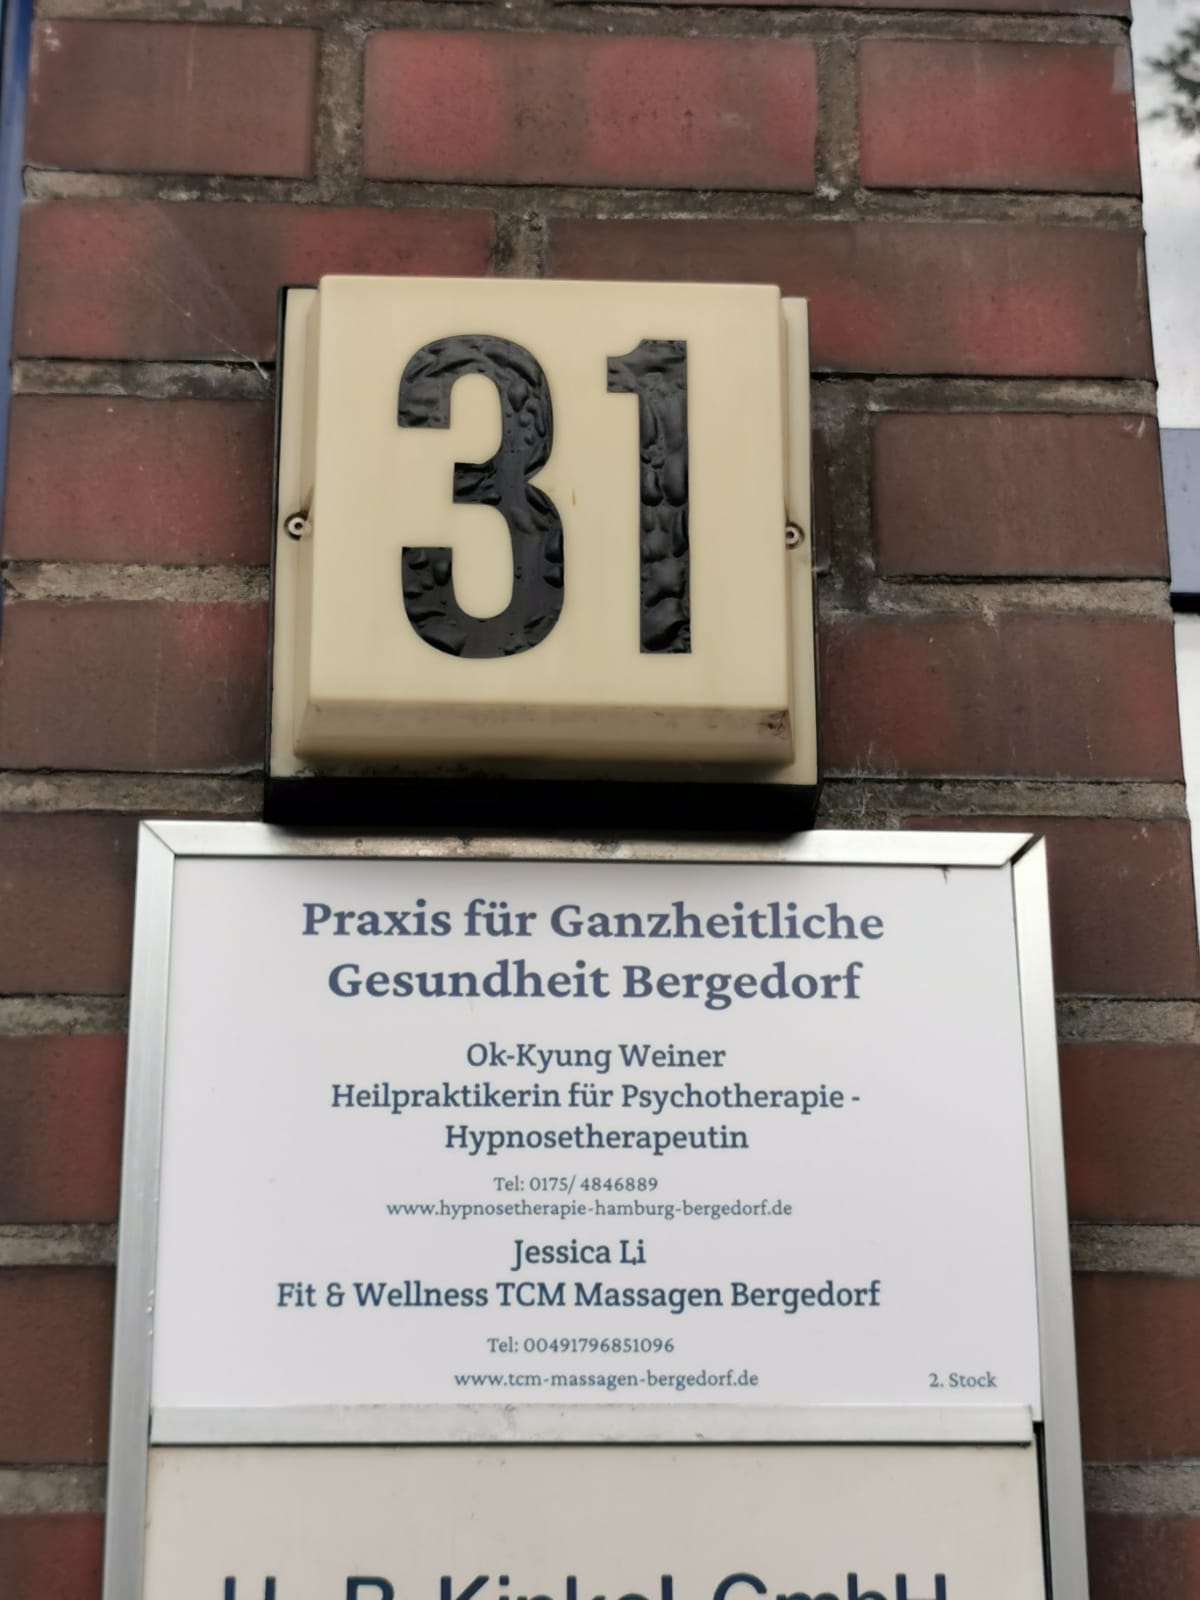 31
Praxis für Ganzheitliche
Gesundheit Bergedorf
Ok-Kyung Weiner
Heilpraktikerin für Psychotherapie -
Hypnosetherapeutin
Tel: 0175/ 4846889
www.hypnosetherapie-hamburg-bergedorf.de
Jessica Li
Fit & Wellness TCM Massagen Bergedorf
Tel: 00491796851096
www.tcm-massagen-bergedorf.de
2. Stock
GmbH